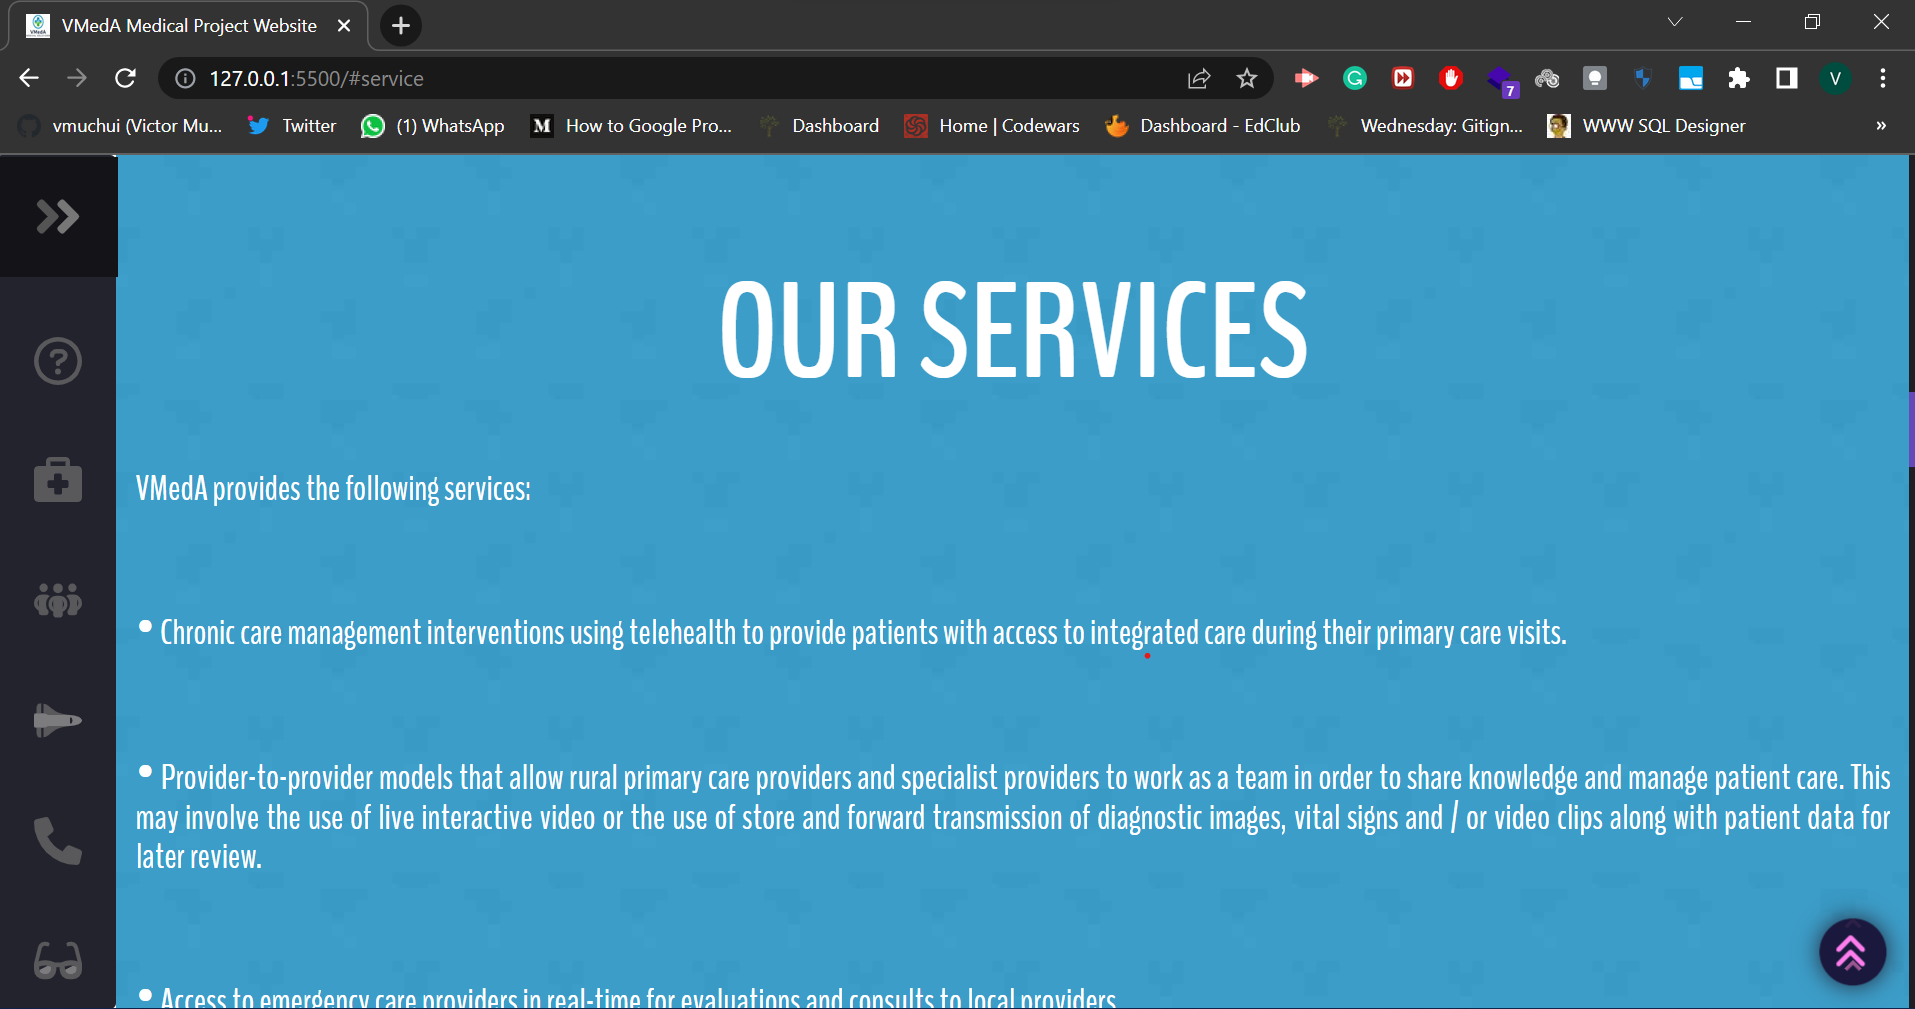 VMedA Medical Project Website
127.0.0.1:5500/#service
7
V
vmuchui (Victor Mu...
Twitter
(1) WhatsApp
M
How to Google Pro...
Dashboard
Home | Codewars
Dashboard - EdClub
Wednesday: Gitign...
WWW SQL Designer
»
OUR SERVICES
VMedA provides the following services:
• Chronic care management interventions using telehealth to provide patients with access to integrated care during their primary care visits.
• Provider-to-provider models that allow rural primary care providers and specialist providers to work as a team in order to share knowledge and manage patient care. This
may involve the use of live interactive video or the use of store and forward transmission of diagnostic images, vital signs and / or video clips along with patient data for
later review.
• Access to emergency care providers in real-time for evaluations and consults to local providers